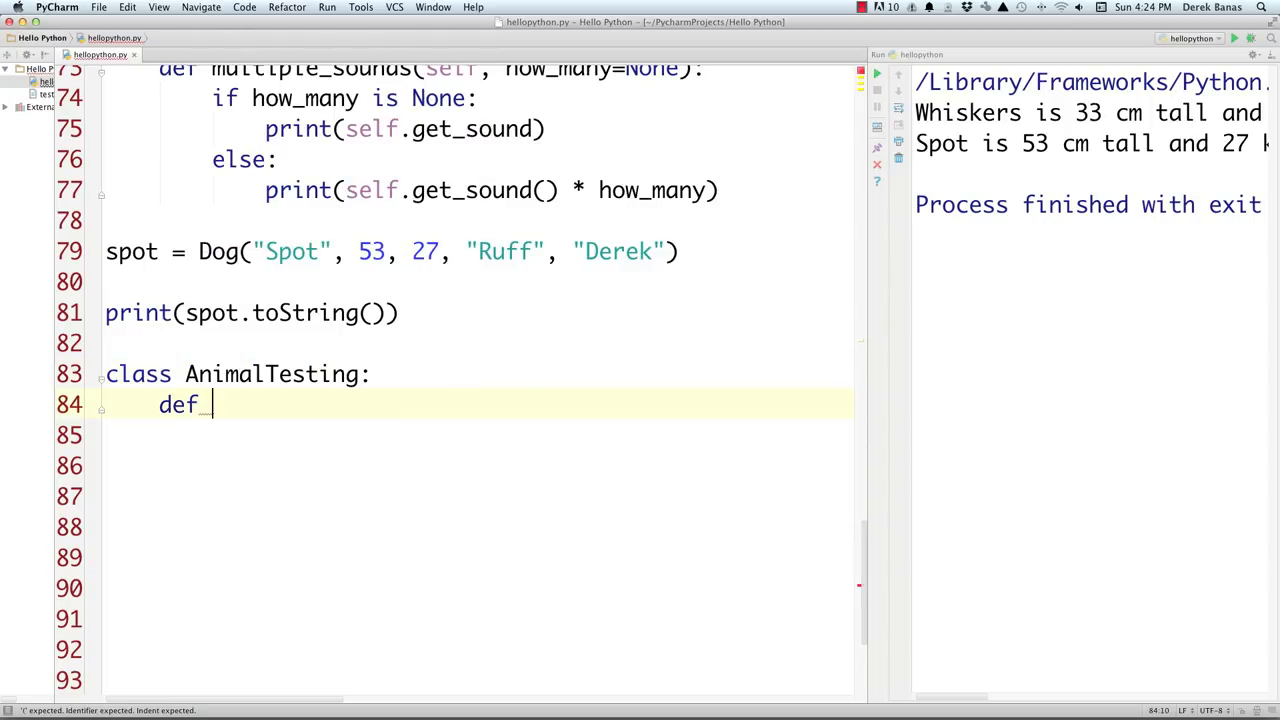 PyCharm File Edit View Navigate Code Refactor Run Tools VCS Window Help 10 Sun 4:24 PM Derek Banas
hellopython.py – Hello Python – [~/PycharmProjects/Hello Python]
Hello Python hellopython.py hellopython
hellopython.py
Run hellopython
Hello P
hell
test
Externa
73 def multiple_sounds(self, how_many=None):
74 if how_many is None:
75 print(self.get_sound)
76 else:
77 print(self.get_sound() * how_many)
78
79 spot = Dog("Spot", 53, 27, "Ruff", "Derek")
80
81 print(spot.toString())
82
83 class AnimalTesting:
84 def
85
86
87
88
89
90
91
92
93
/Library/Frameworks/Python.
Whiskers is 33 cm tall and
Spot is 53 cm tall and 27 k
Process finished with exit
'(' expected. Identifier expected. Indent expected. 84:10 LF UTF-8